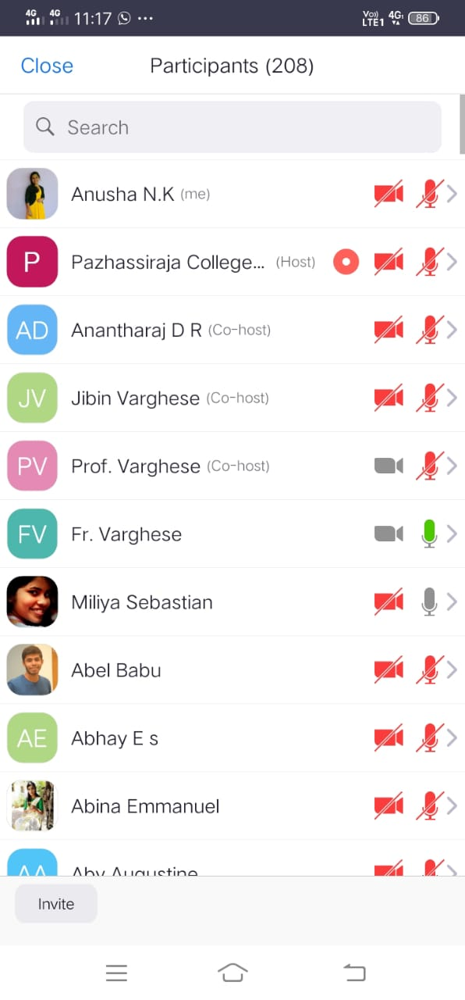 4G 4G 11:17 ... Vo)) LTE1 4G 86
Close Participants (208)
Search
Anusha N.K (me)
P Pazhassiraja College... (Host)
AD Anantharaj D R (Co-host)
JV Jibin Varghese (Co-host)
PV Prof. Varghese (Co-host)
FV Fr. Varghese
Miliya Sebastian
Abel Babu
AE Abhay E s
Abina Emmanuel
AA Aby Augustine
Invite